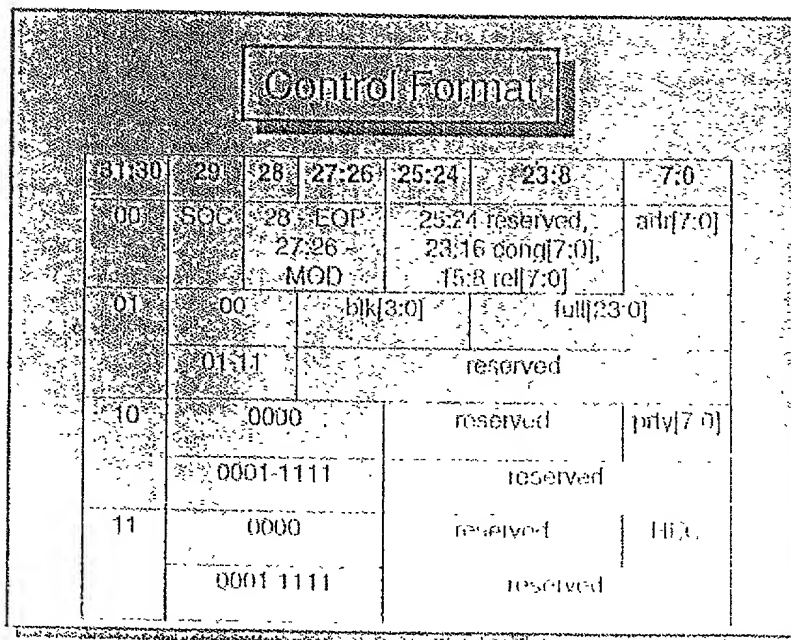 Control Format
31:30 29 28 27:26 25:24 23:8 7:0
00 SOC 28 - EOP 25:24 reserved, adr[7:0]
27:26 - 23:16 cong[7:0],
MOD 15:8 rel[7:0]
01 00 blk[3:0] full[23:0]
01-11 reserved
10 0000 reserved prty[7:0]
0001-1111 reserved
11 0000 reserved
0001-1111 reserved